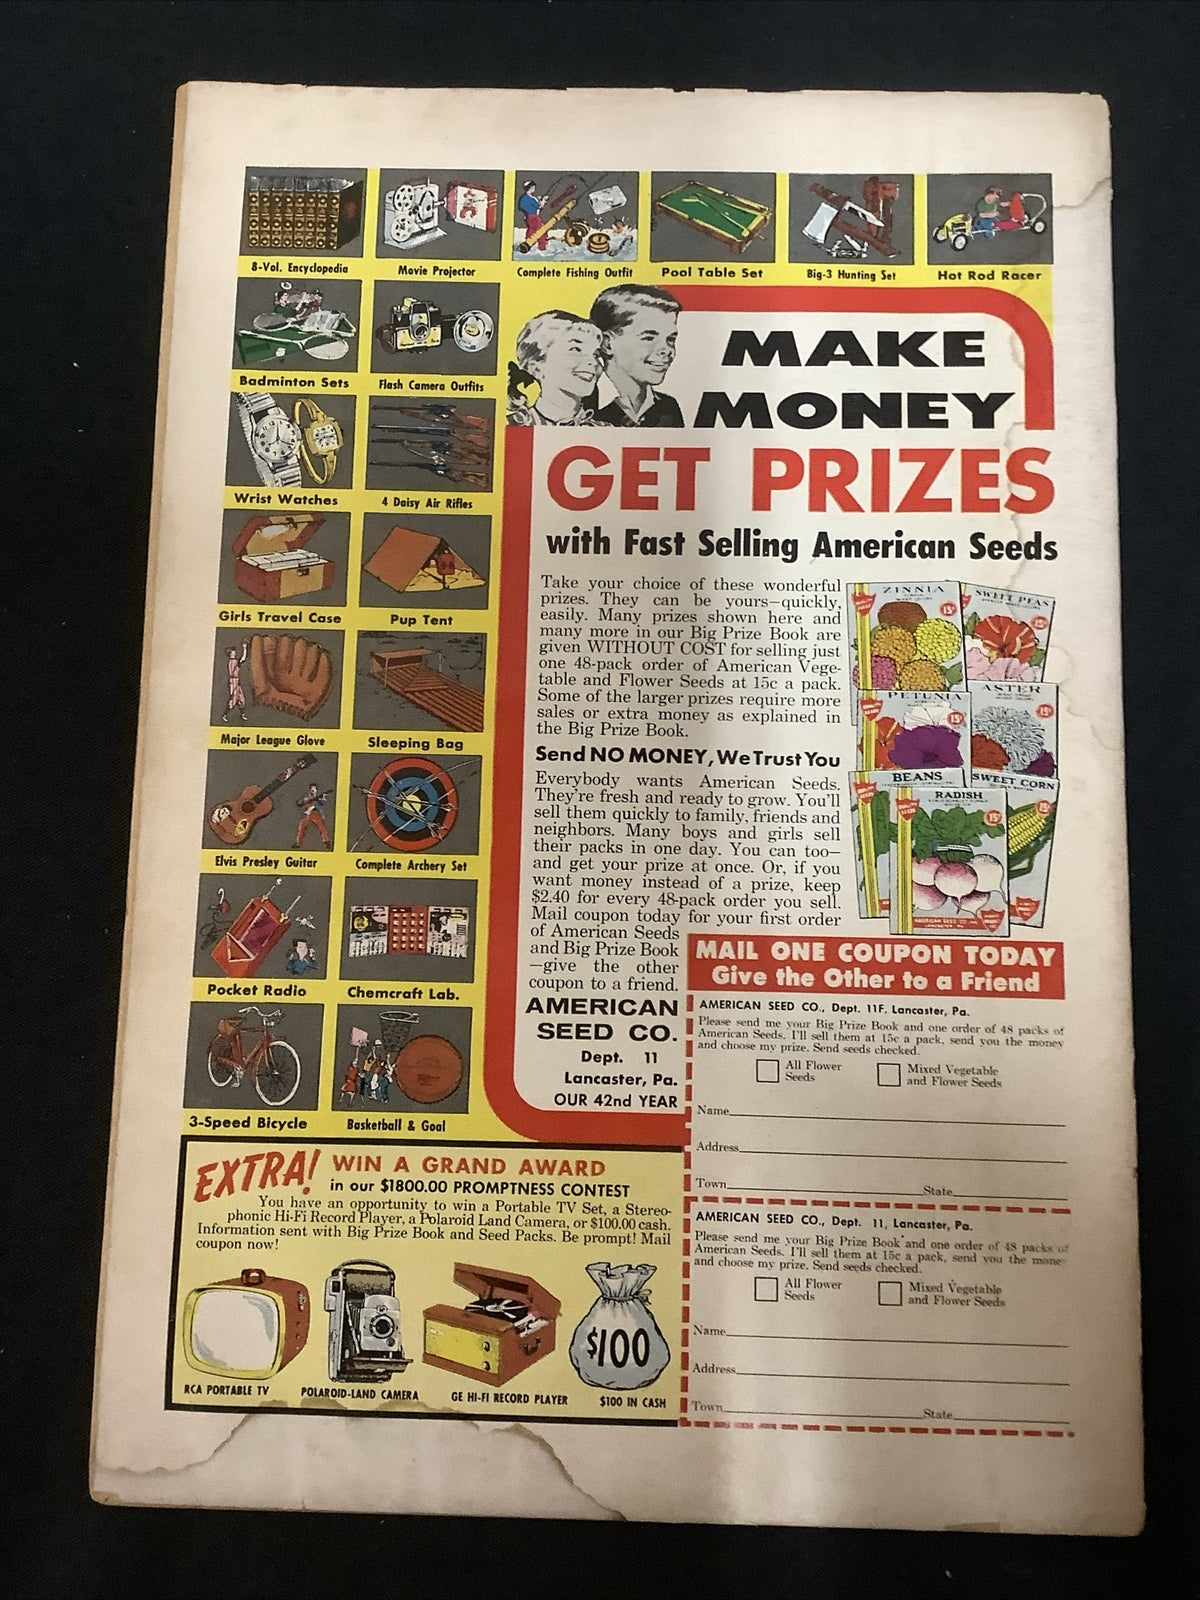 8-Vol. Encyclopedia
Movie Projector
Complete Fishing Outfit
Pool Table Set
Big-3 Hunting Set
Hot Rod Racer
Badminton Sets
Flash Camera Outfits
Wrist Watches
4 Daisy Air Rifles
Girls Travel Case
Pup Tent
Major League Glove
Sleeping Bag
Elvis Presley Guitar
Complete Archery Set
Pocket Radio
Chemcraft Lab.
3-Speed Bicycle
Basketball & Goal
MAKE
MONEY
GET PRIZES
with Fast Selling American Seeds
Take your choice of these wonderful
prizes. They can be yours—quickly,
easily. Many prizes shown here and
many more in our Big Prize Book are
given WITHOUT COST for selling just
one 48-pack order of American Vege-
table and Flower Seeds at 15c a pack.
Some of the larger prizes require more
sales or extra money as explained in
the Big Prize Book.
Send NO MONEY, We Trust You
Everybody wants American Seeds.
They're fresh and ready to grow. You'll
sell them quickly to family, friends and
neighbors. Many boys and girls sell
their packs in one day. You can too—
and get your prize at once. Or, if you
want money instead of a prize, keep
$2.40 for every 48-pack order you sell.
Mail coupon today for your first order
of American Seeds
and Big Prize Book
—give the other
coupon to a friend.
AMERICAN
SEED CO.
Dept. 11
Lancaster, Pa.
OUR 42nd YEAR
ZINNIA
15¢
SWEET PEAS
15¢
PETUNIA
15¢
ASTER
15¢
BEANS
SWEET CORN
15¢
RADISH
15¢
AMERICAN SEED CO.
LANCASTER, PA.
MAIL ONE COUPON TODAY
Give the Other to a Friend
AMERICAN SEED CO., Dept. 11F, Lancaster, Pa.
Please send me your Big Prize Book and one order of 48 packs of
American Seeds. I'll sell them at 15c a pack, send you the money
and choose my prize. Send seeds checked.
All Flower
Seeds
Mixed Vegetable
and Flower Seeds
Name
Address
Town State
AMERICAN SEED CO., Dept. 11, Lancaster, Pa.
Please send me your Big Prize Book and one order of 48 packs of
American Seeds. I'll sell them at 15c a pack, send you the mone
and choose my prize. Send seeds checked.
All Flower
Seeds
Mixed Vegetable
and Flower Seeds
Name
Address
Town State
EXTRA! WIN A GRAND AWARD
in our $1800.00 PROMPTNESS CONTEST
You have an opportunity to win a Portable TV Set, a Stereo-
phonic Hi-Fi Record Player, a Polaroid Land Camera, or $100.00 cash.
Information sent with Big Prize Book and Seed Packs. Be prompt! Mail
coupon now!
$100
RCA PORTABLE TV
POLAROID-LAND CAMERA
GE HI-FI RECORD PLAYER
$100 IN CASH